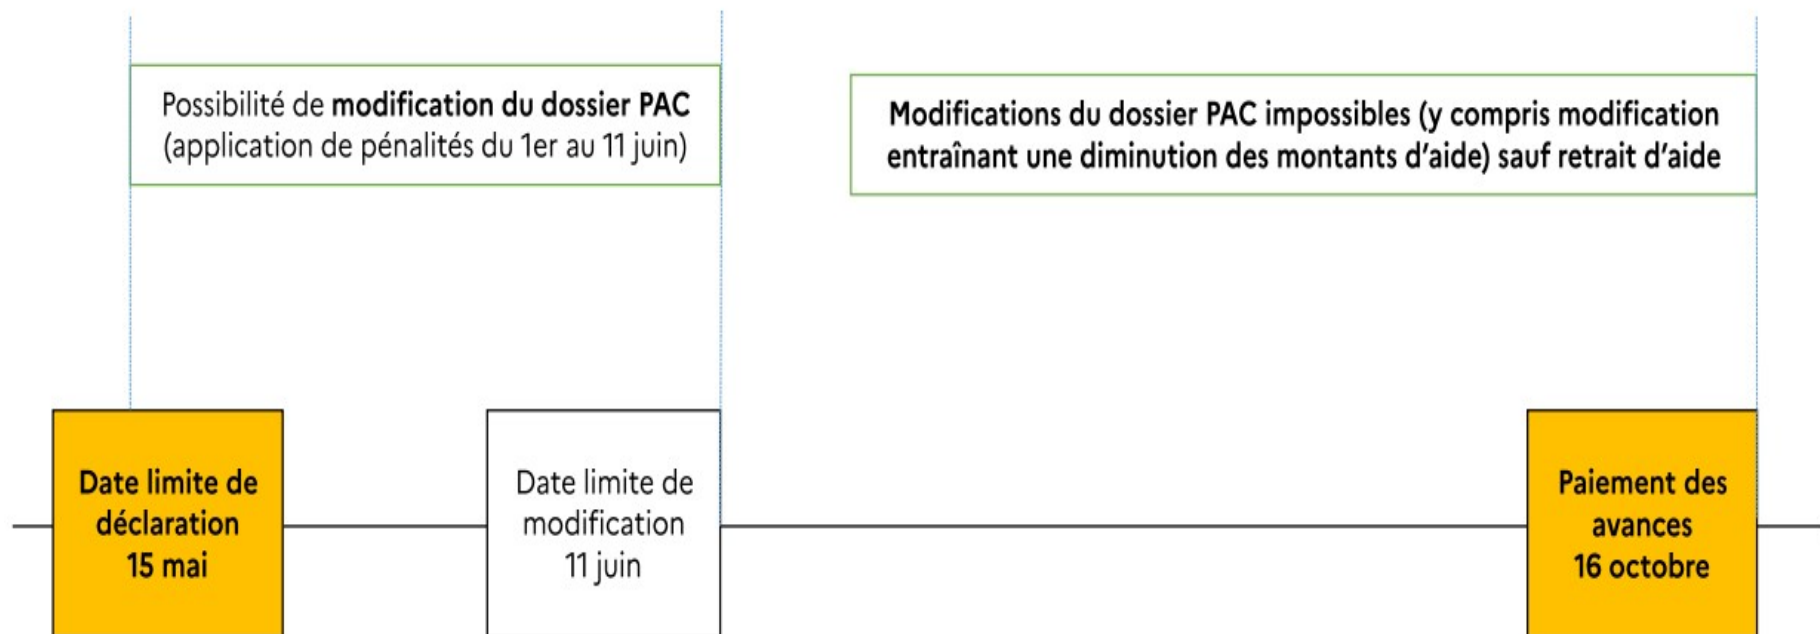 Possibilité de modification du dossier PAC
(application de pénalités du 1er au 11 juin)
Modifications du dossier PAC impossibles (y compris modification
entraînant une diminution des montants d’aide) sauf retrait d’aide
Date limite de
déclaration
15 mai
Date limite de
modification
11 juin
Paiement des
avances
16 octobre